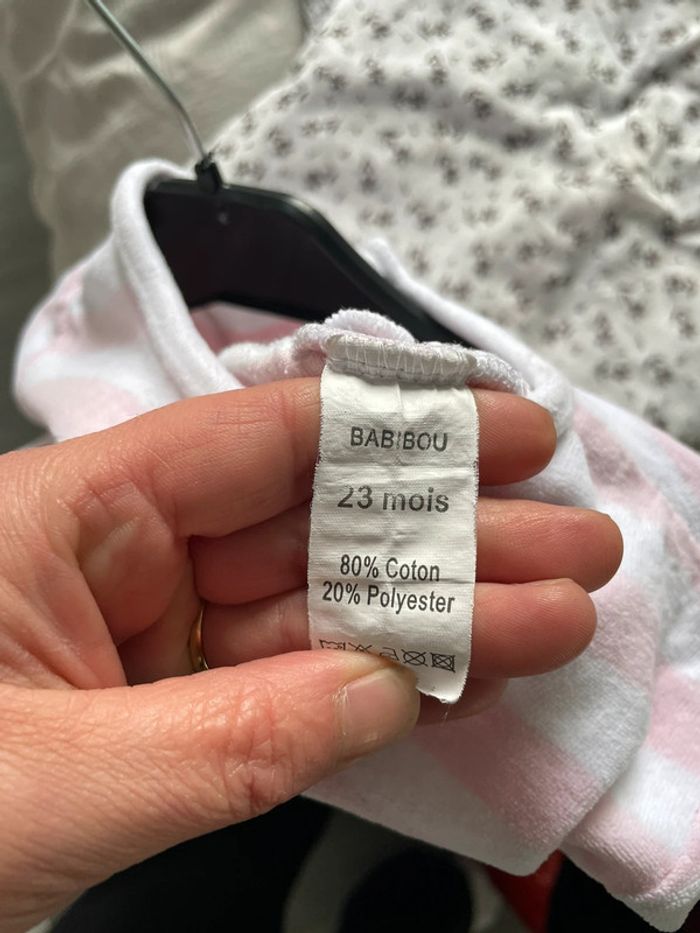 BABIBOU
23 mois
80% Coton
20% Polyester